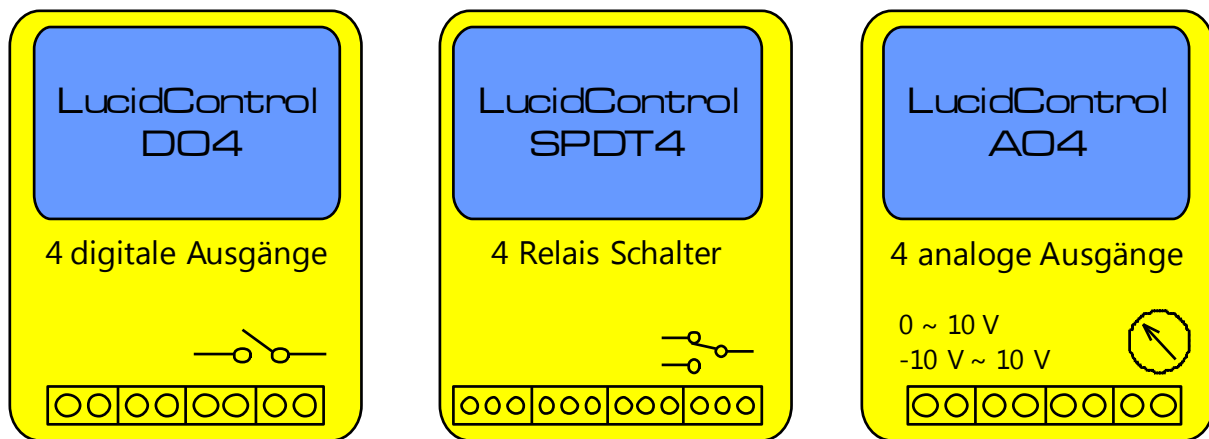 LucidControl
DO4
4 digitale Ausgänge
LucidControl
SPDT4
4 Relais Schalter
LucidControl
AO4
4 analoge Ausgänge
0 ~ 10 V
-10 V ~ 10 V